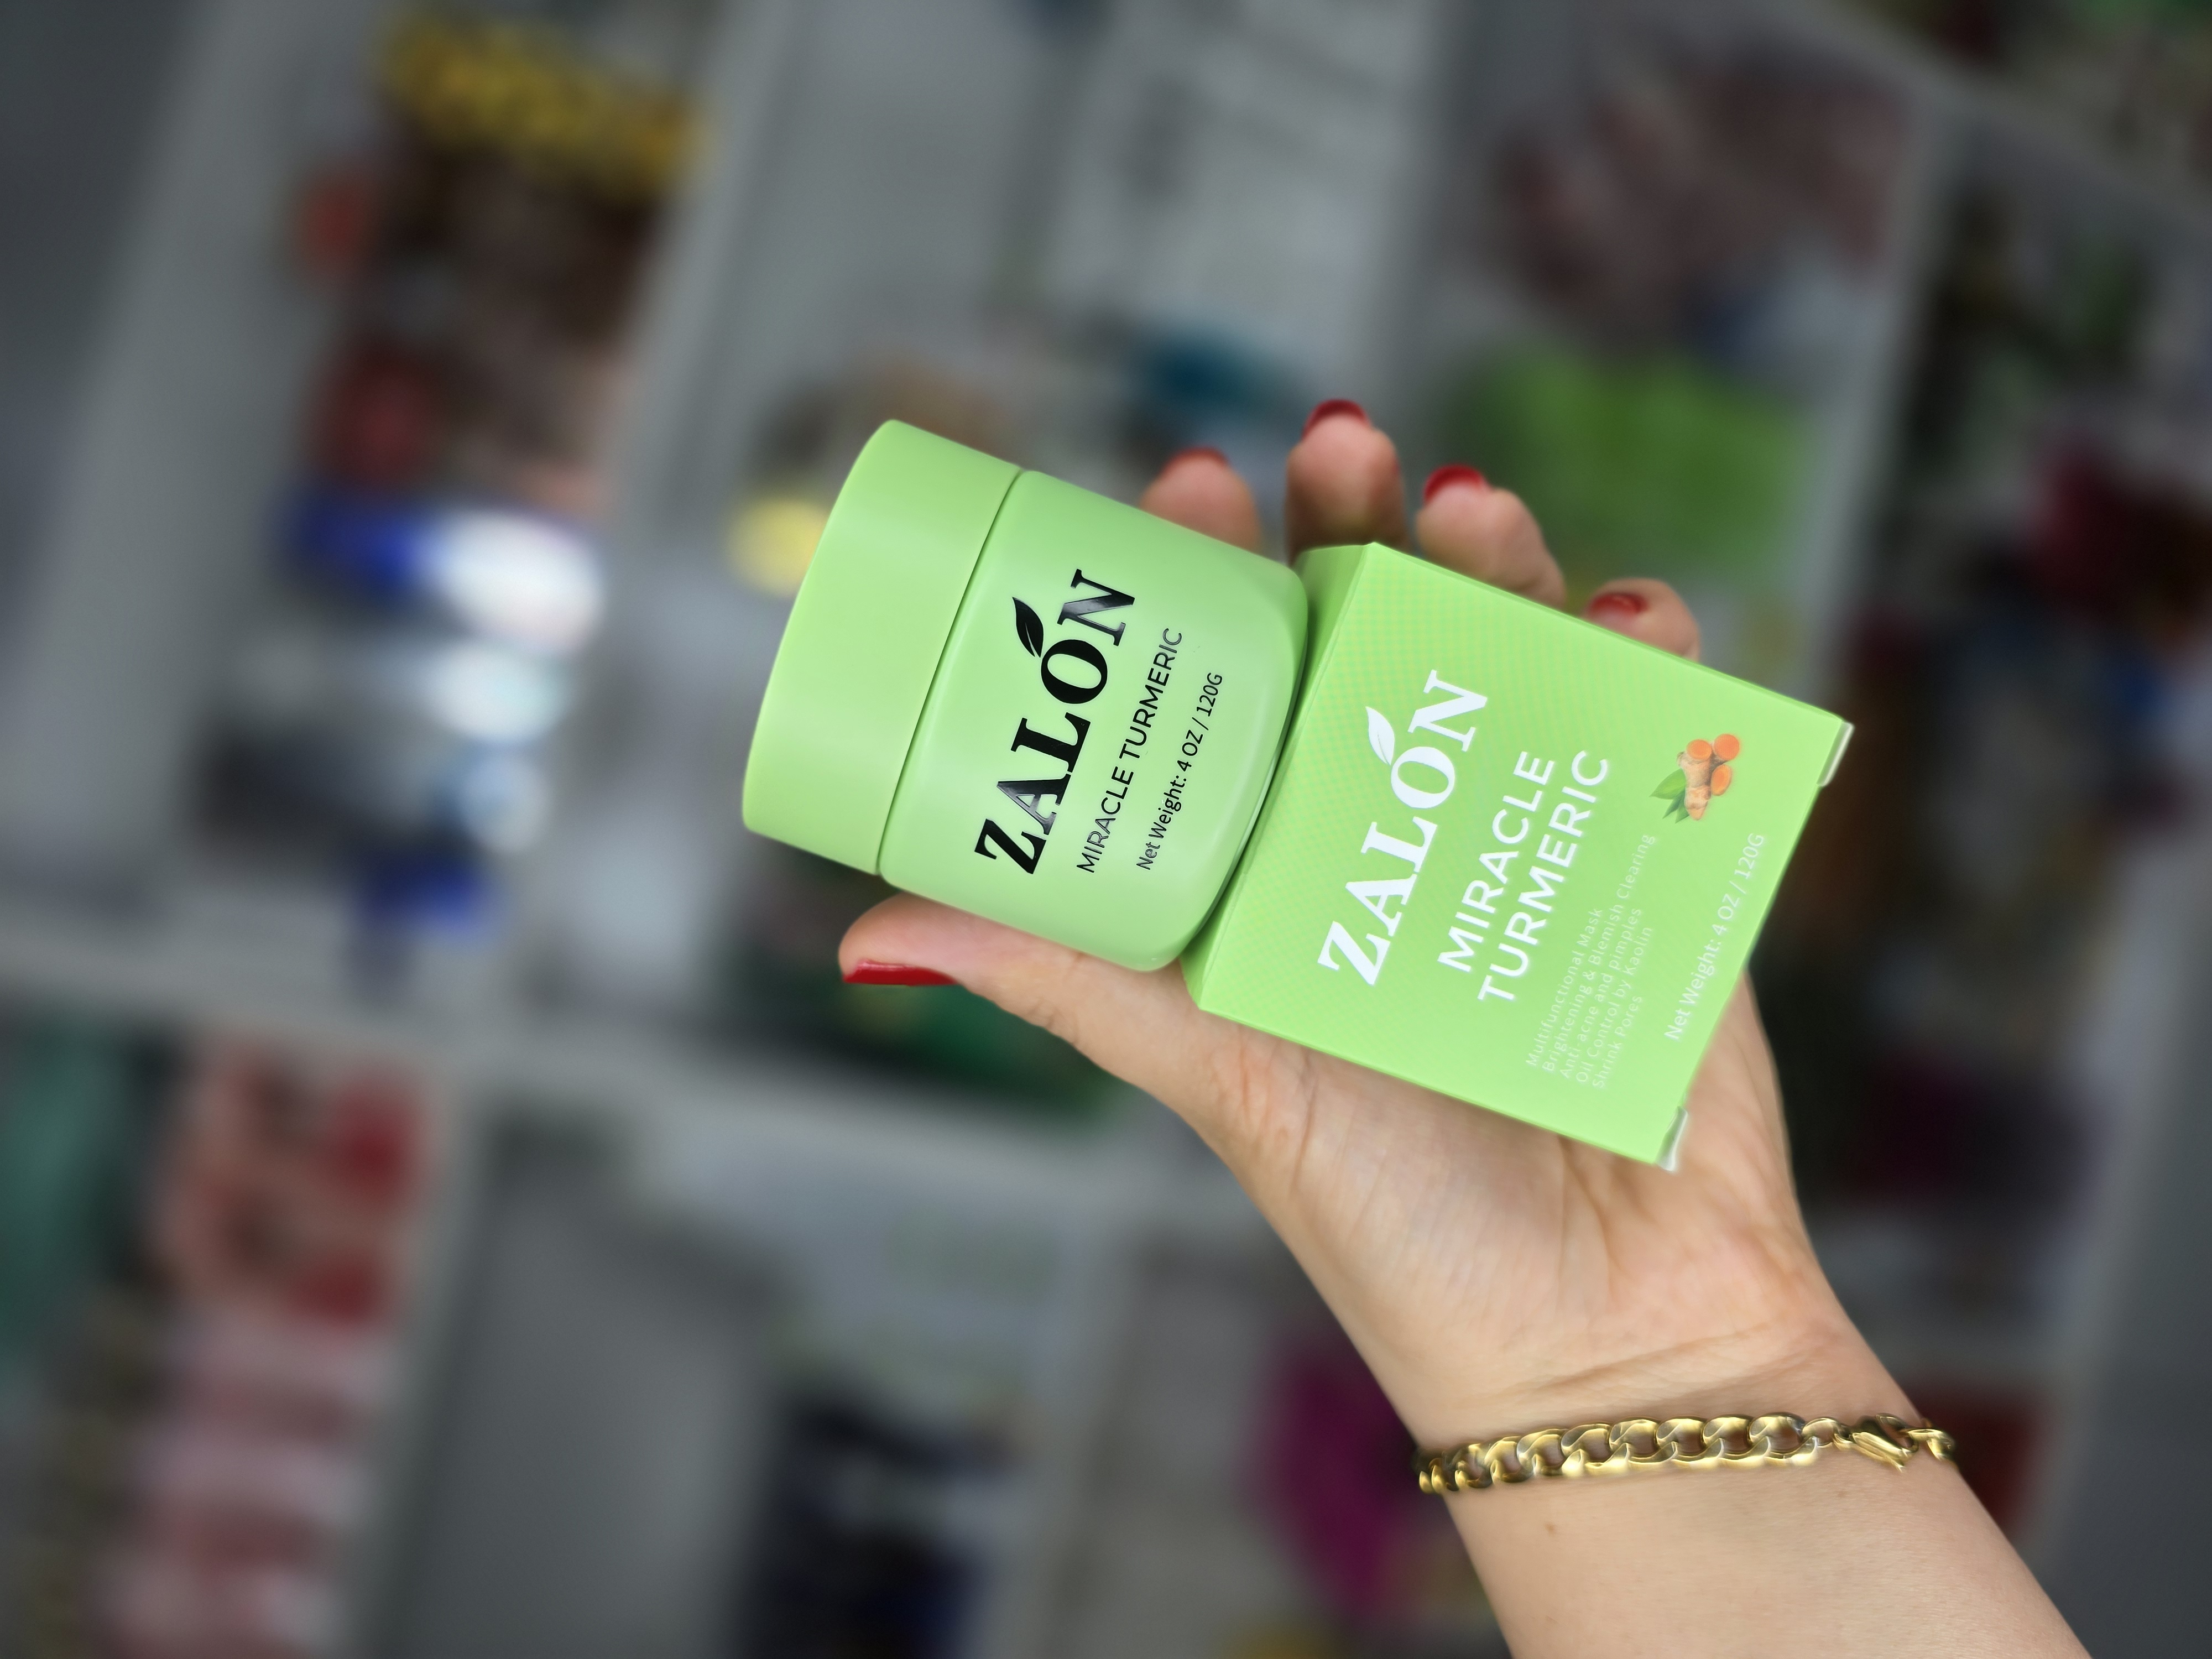 ZALÓN
MIRACLE TURMERIC
Net Weight: 4 OZ / 120G
ZALÓN
MIRACLE
TURMERIC
Multifunctional Mask
Brightening & Blemish Clearing
Anti-acne and pimples
Oil Control by Kaolin
Shrink Pores
Net Weight: 4 OZ / 120G